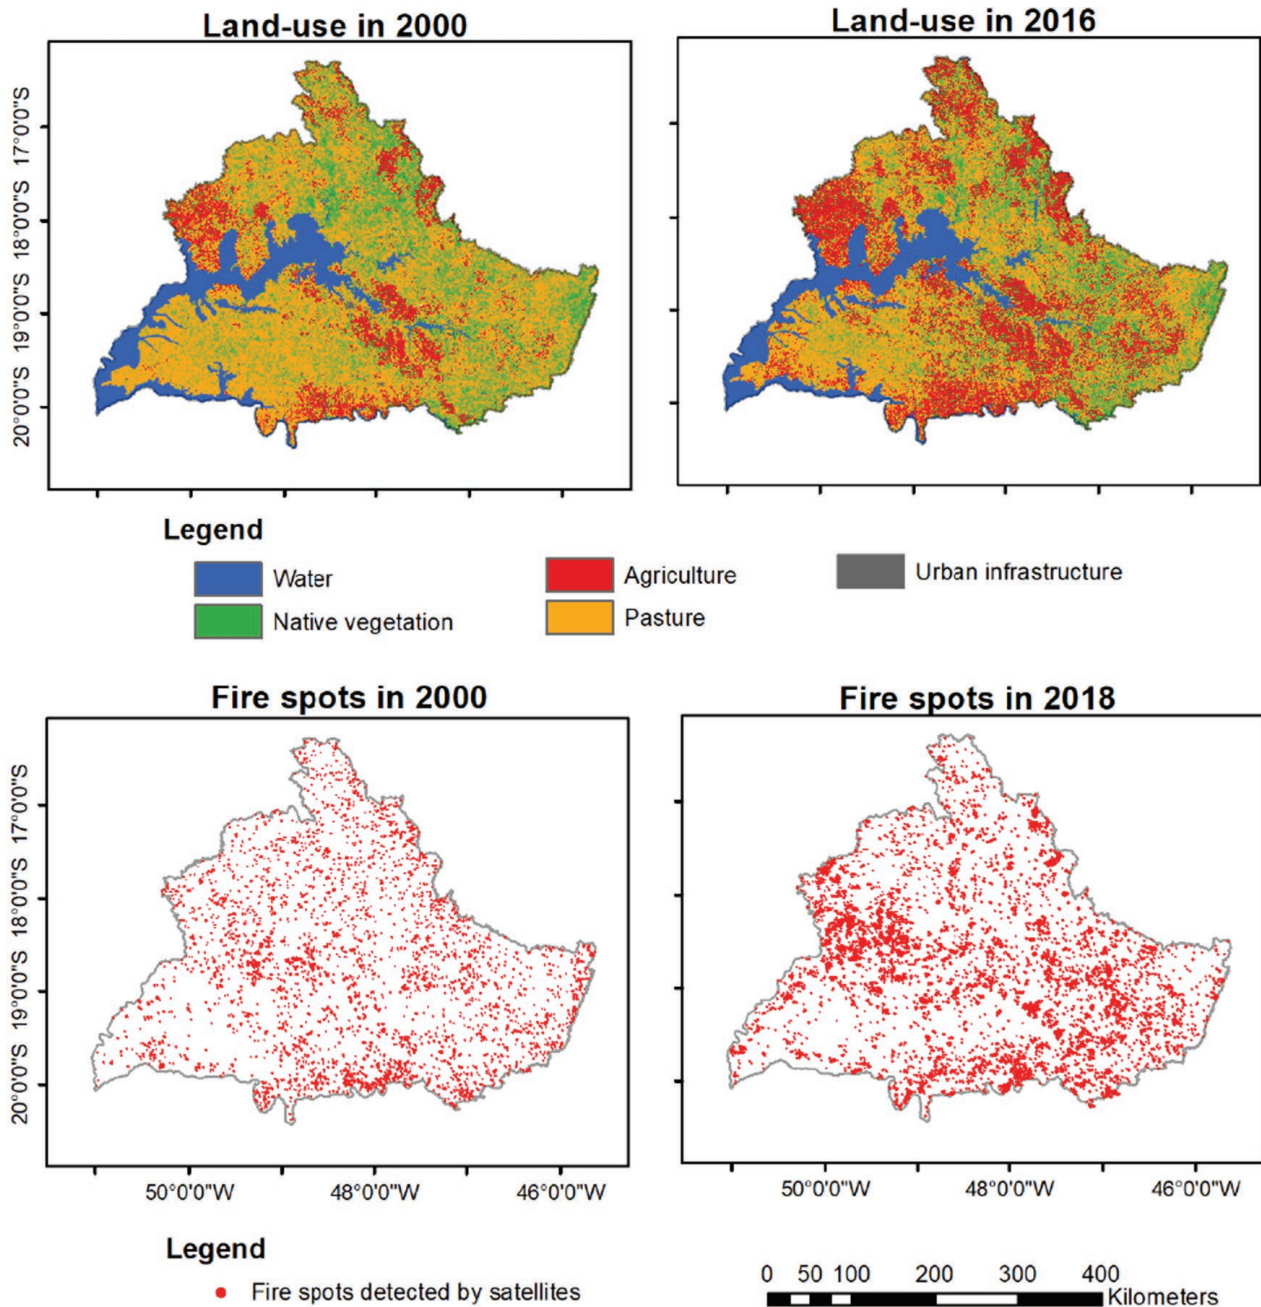 Land-use in 2000
Land-use in 2016
17°0'0"S
18°0'0"S
19°0'0"S
20°0'0"S
Legend
Water
Agriculture
Urban infrastructure
Native vegetation
Pasture
Fire spots in 2000
Fire spots in 2018
17°0'0"S
18°0'0"S
19°0'0"S
20°0'0"S
50°0'0"W
48°0'0"W
46°0'0"W
50°0'0"W
48°0'0"W
46°0'0"W
Legend
Fire spots detected by satellites
0 50 100 200 300 400
Kilometers